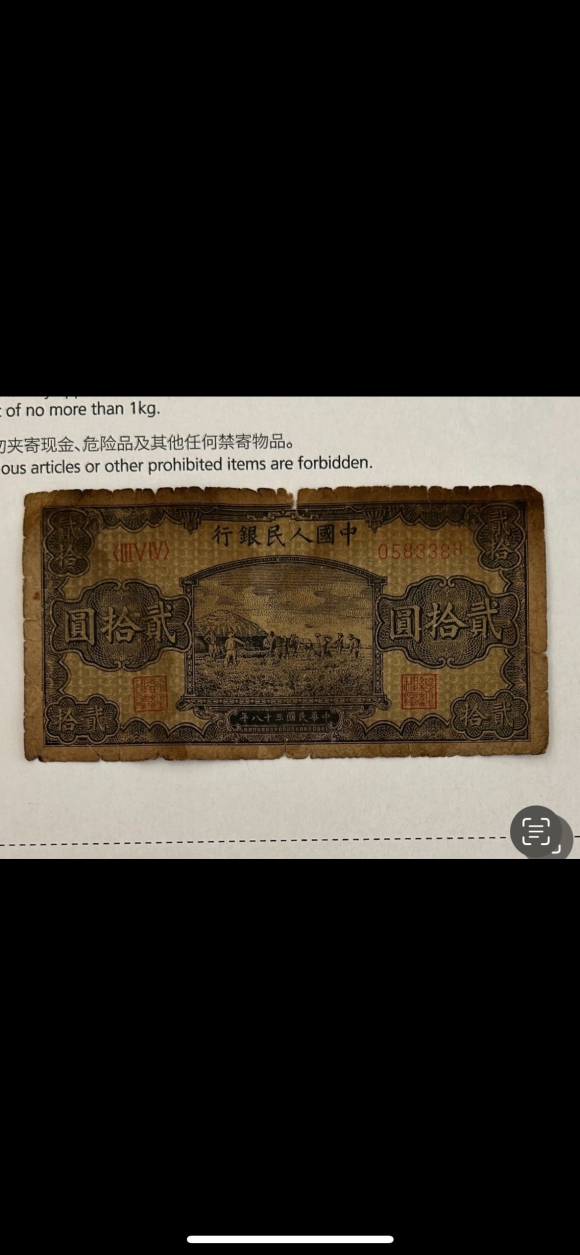 of no more than 1kg.
夹寄现金、危险品及其他任何禁寄物品。
ous articles or other prohibited items are forbidden.
中國人民銀行
〈ⅢⅥⅣ〉
貳拾
貳拾
貳拾圓
貳拾圓
貳拾
貳拾
中華民國三十八年